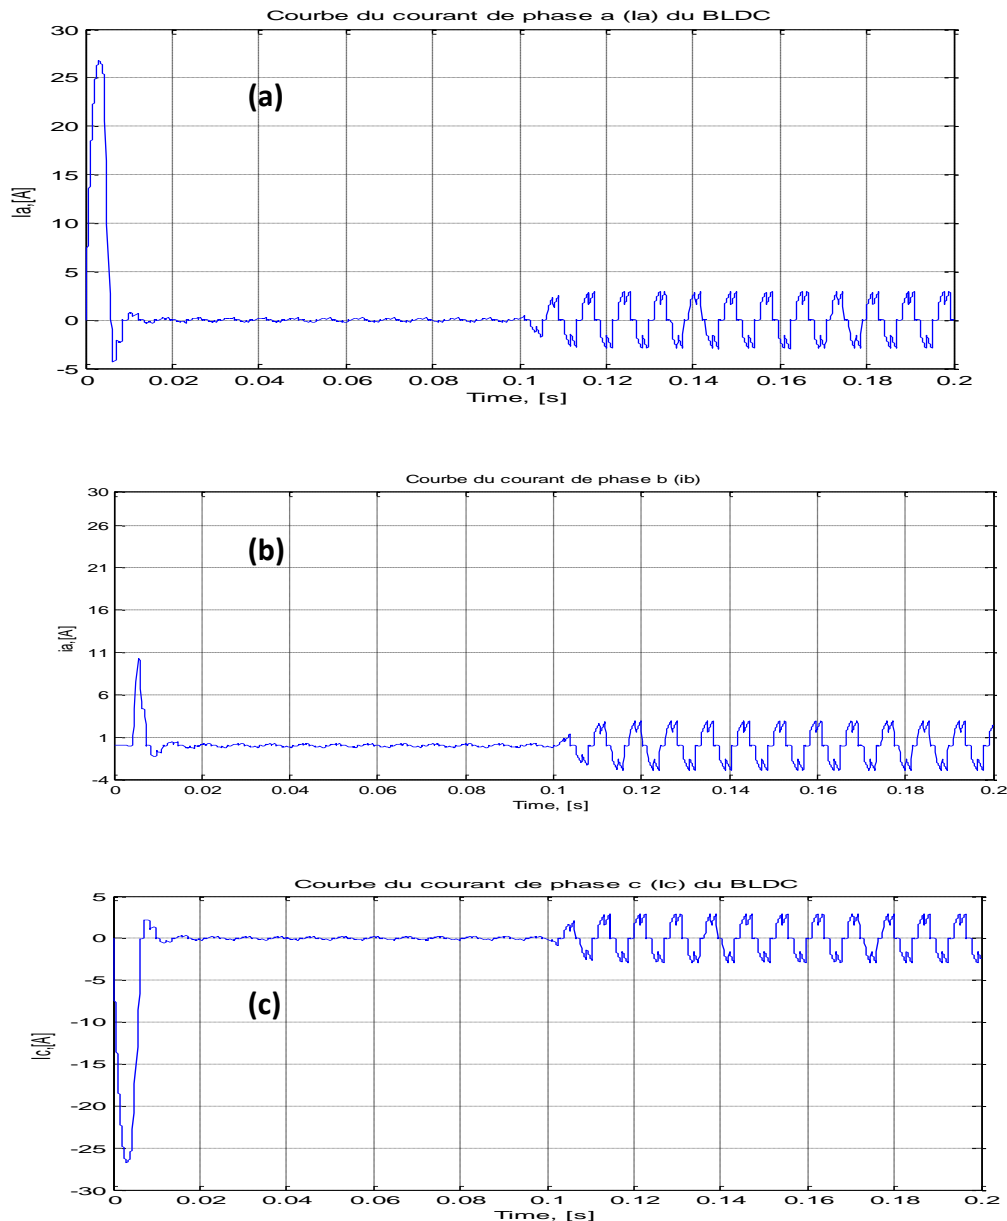 Courbe du courant de phase a (Ia) du BLDC
30
25
20
15
10
5
0
-5
Ia,[A]
(a)
0 0.02 0.04 0.06 0.08 0.1 0.12 0.14 0.16 0.18 0.2
Time, [s]
Courbe du courant de phase b (ib)
30
26
21
16
11
6
1
-4
ia,[A]
(b)
0 0.02 0.04 0.06 0.08 0.1 0.12 0.14 0.16 0.18 0.2
Time, [s]
Courbe du courant de phase c (Ic) du BLDC
5
0
-5
-10
-15
-20
-25
-30
Ic,[A]
(c)
0 0.02 0.04 0.06 0.08 0.1 0.12 0.14 0.16 0.18 0.2
Time, [s]